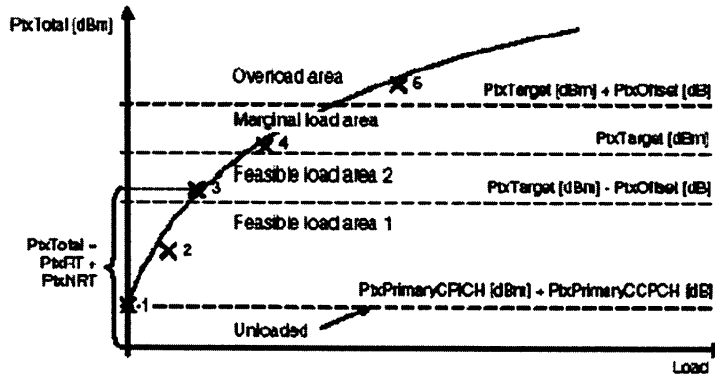 PtxTotal [dBm]
Overload area
5
PtxTarget [dBm] + PtxOffset [dB]
Marginal load area
4
PtxTarget [dBm]
Feasible load area 2
3
PtxTarget [dBm] - PtxOffset [dB]
Feasible load area 1
PtxTotal =
PtxRT +
PtxNRT
2
PtxPrimaryCPICH [dBm] + PtxPrimaryCCPCH [dB]
1
Unloaded
Load